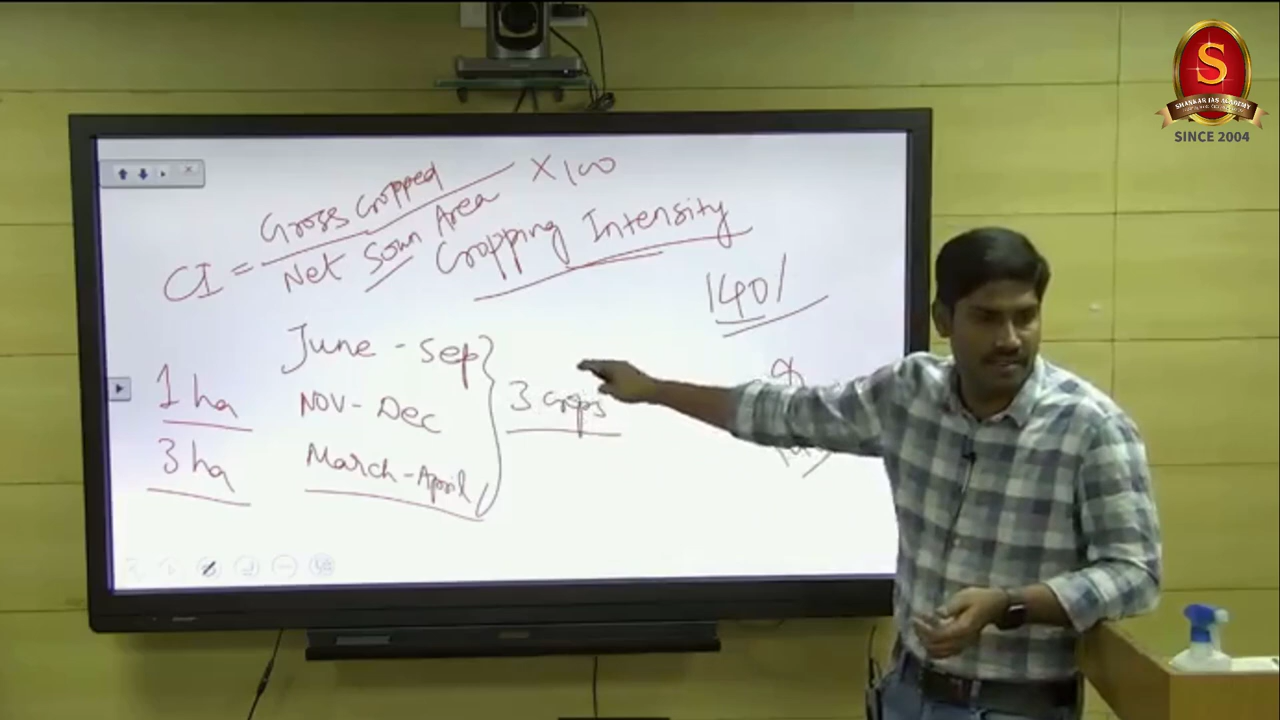 SHANKAR IAS ACADEMY
SINCE 2004
Gross Cropped
CI = ———— X 100
Net Sown Area
Cropping Intensity
140%
June - Sep
1 ha
Nov - Dec
3 crops
3 ha
March - April